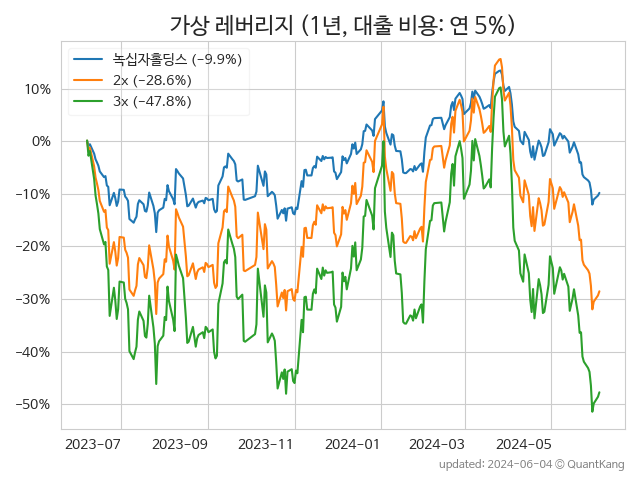 가상 레버리지 (1년, 대출 비용: 연 5%)
녹십자홀딩스 (−9.9%)
2x (−28.6%)
3x (−47.8%)
10%
0%
−10%
−20%
−30%
−40%
−50%
2023-07 2023-09 2023-11 2024-01 2024-03 2024-05
updated: 2024-06-04 © QuantKang